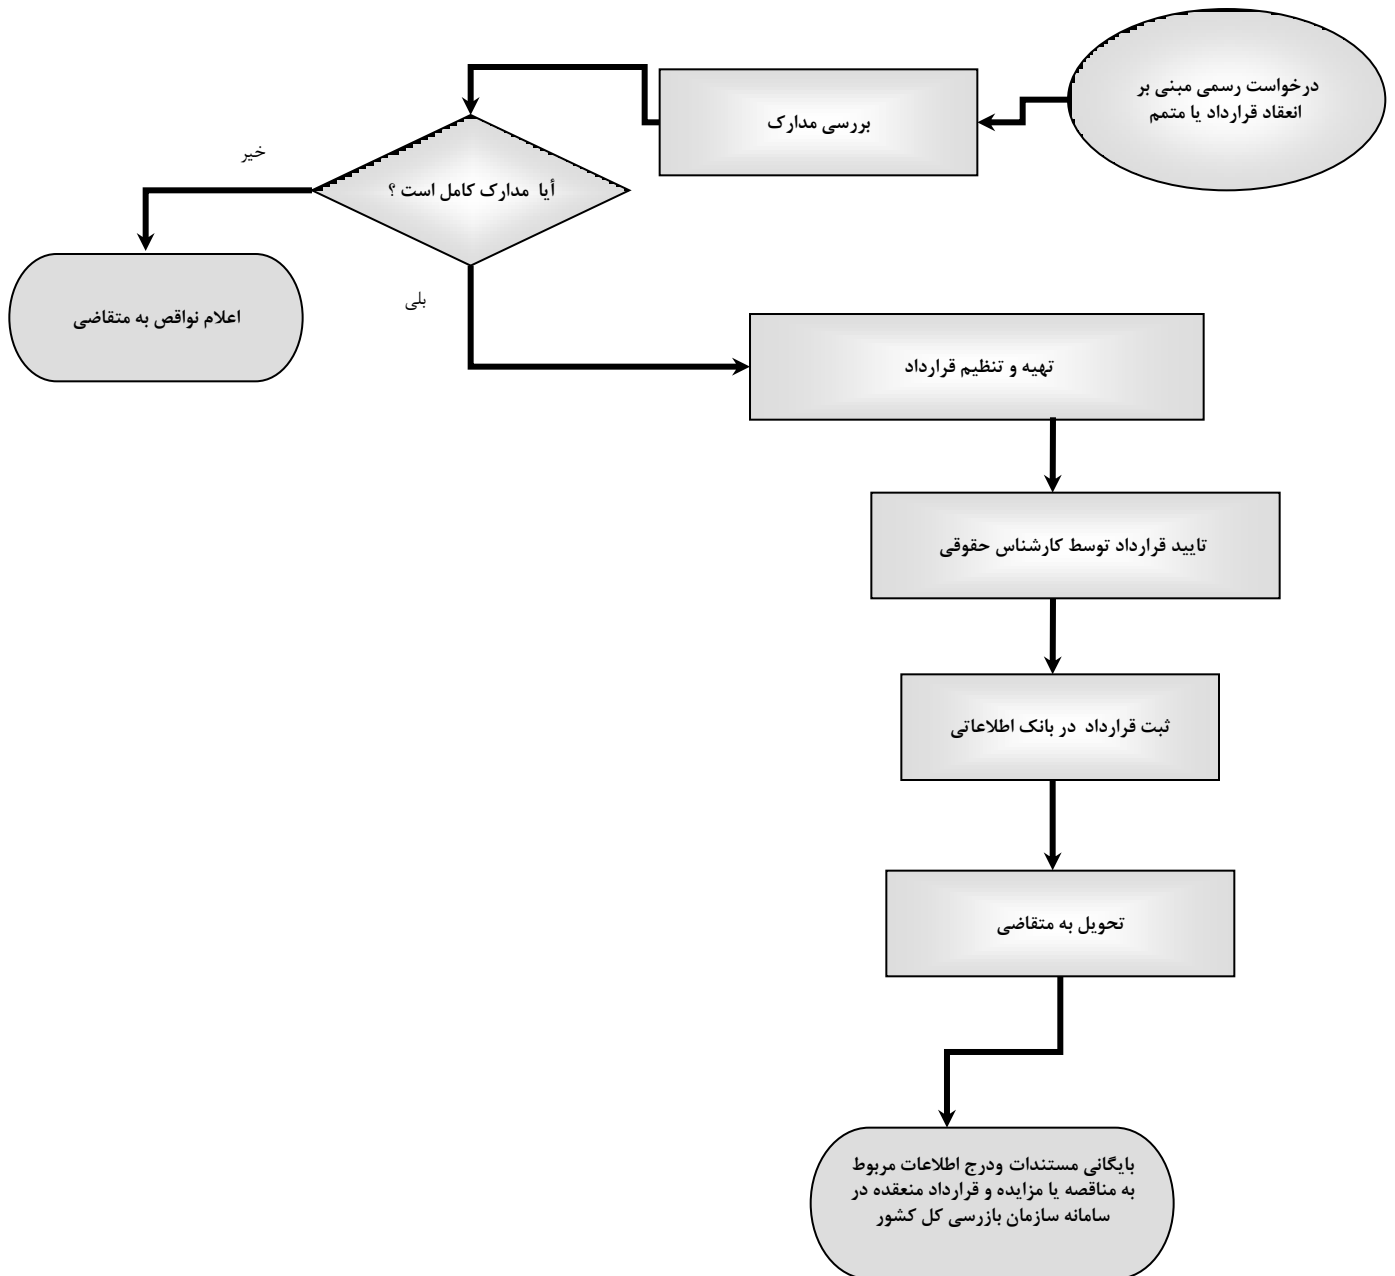 درخواست رسمی مبنی بر
انعقاد قرارداد یا متمم
بررسی مدارک
أیا مدارک کامل است ؟
خیر
اعلام نواقص به متقاضی
بلی
تهیه و تنظیم قرارداد
تایید قرارداد توسط کارشناس حقوقی
ثبت قرارداد در بانک اطلاعاتی
تحویل به متقاضی
بایگانی مستندات ودرج اطلاعات مربوط
به مناقصه یا مزایده و قرارداد منعقده در
سامانه سازمان بازرسی کل کشور